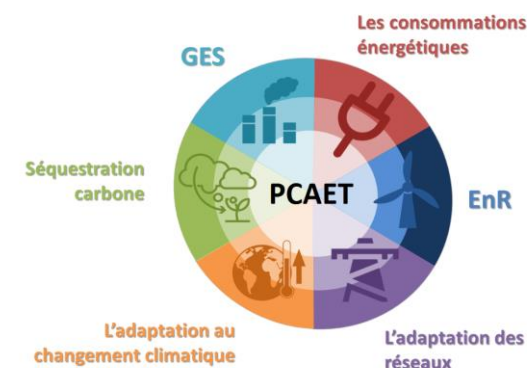 Les consommations
énergétiques
GES
Séquestration
carbone
PCAET
EnR
L'adaptation au
changement climatique
L'adaptation des
réseaux